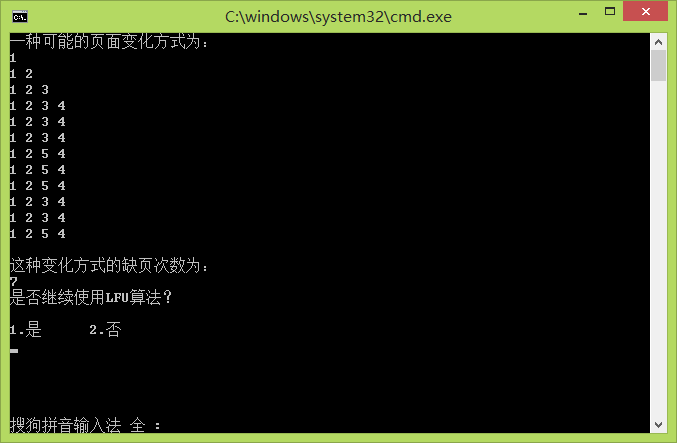 C:\windows\system32\cmd.exe
一种可能的页面变化方式为:
1
1 2
1 2 3
1 2 3 4
1 2 3 4
1 2 3 4
1 2 5 4
1 2 5 4
1 2 5 4
1 2 3 4
1 2 3 4
1 2 5 4
这种变化方式的缺页次数为:
7
是否继续使用LFU算法?
1.是 2.否
搜狗拼音输入法 全 :